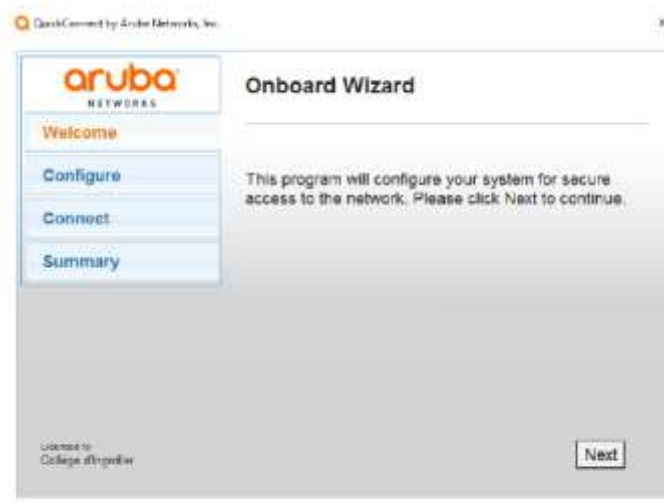 QuickConnect by Aruba Networks, Inc.
aruba
NETWORKS
Welcome
Configure
Connect
Summary
Onboard Wizard
This program will configure your system for secure
access to the network. Please click Next to continue.
Licensed to
Next